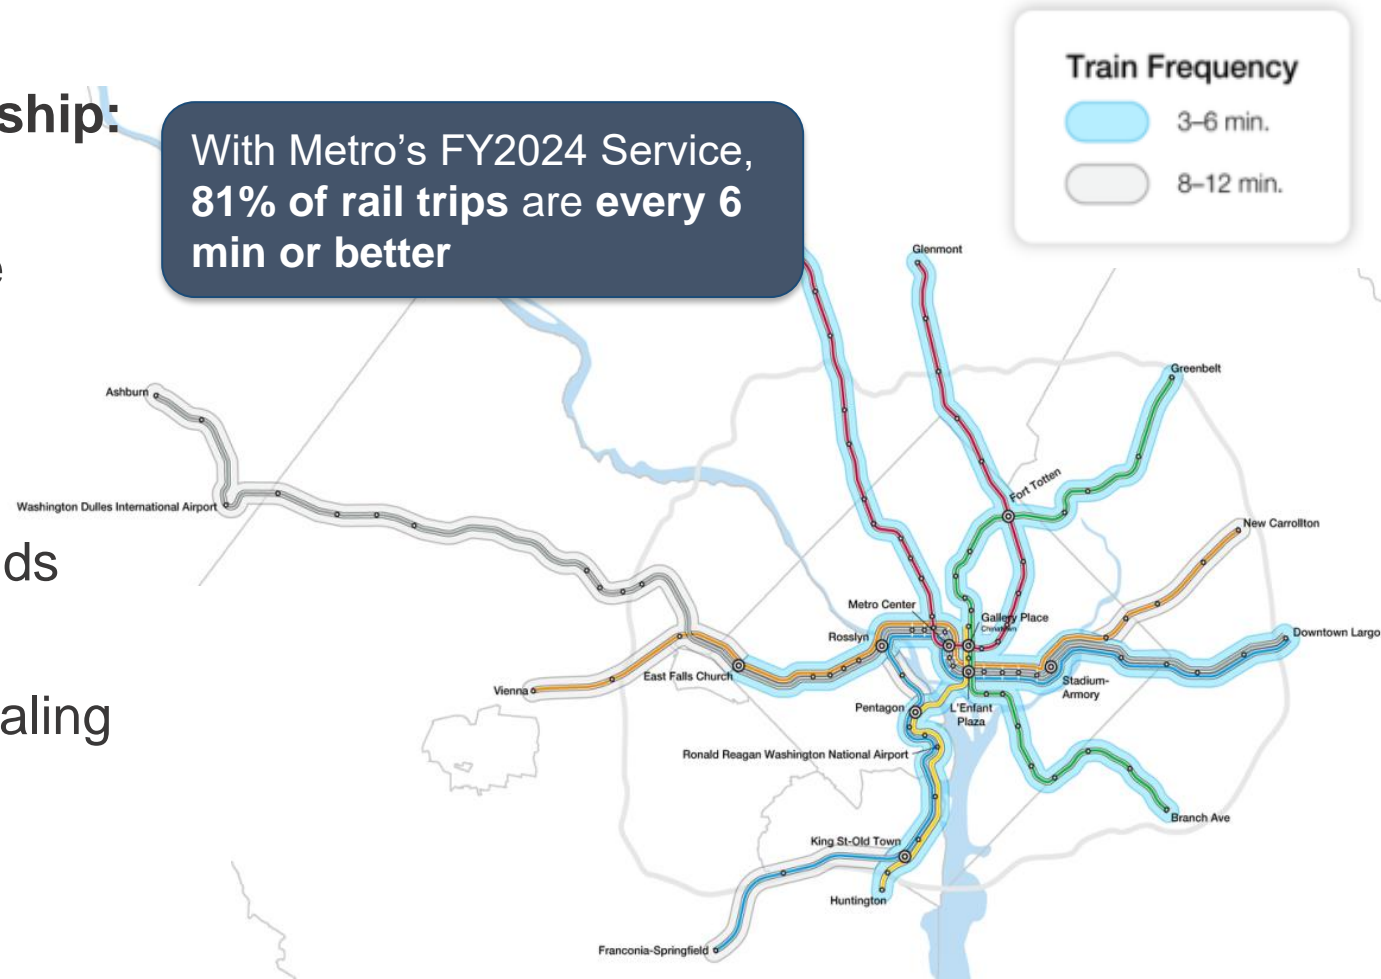 ship:
e
ds
aling
With Metro’s FY2024 Service,
81% of rail trips are every 6
min or better
Train Frequency
3–6 min.
8–12 min.
Glenmont
Greenbelt
Ashburn
Fort Totten
Washington Dulles International Airport
New Carrollton
Metro Center
Gallery Place
Chinatown
Rosslyn
Downtown Largo
East Falls Church
Stadium-
Armory
Vienna
Pentagon
L'Enfant
Plaza
Ronald Reagan Washington National Airport
Branch Ave
King St-Old Town
Huntington
Franconia-Springfield